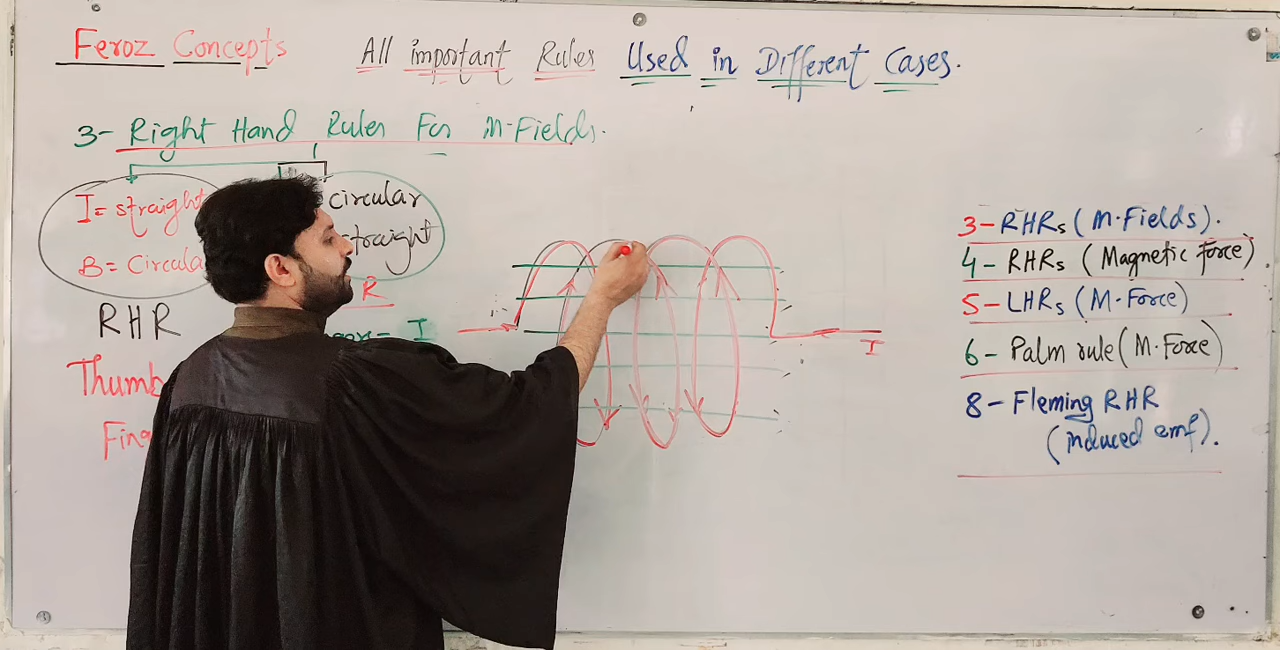 Feroz Concepts
All important Rules Used in Different Cases.
3- Right Hand Rules For M-Fields.
I = straight
B = Circula
circular
straight
RHR
R
I
Thumb
Fing
I
3- RHRs (M.Fields).
4- RHRs (Magnetic force)
5- LHRs (M.Force)
6- Palm rule (M.Force)
8- Fleming RHR
(induced emf).